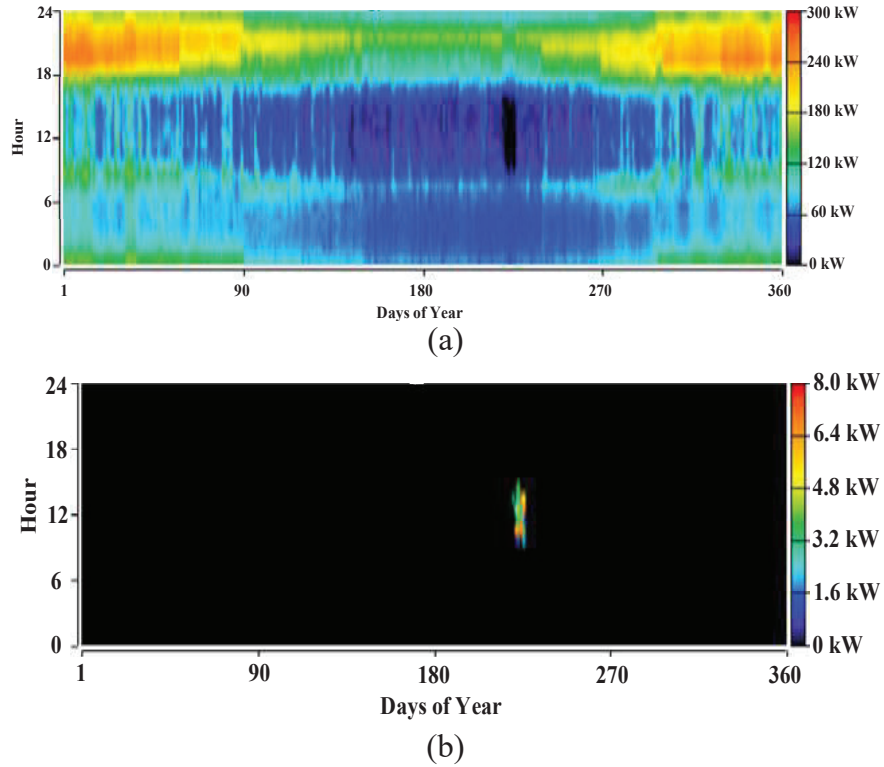 24
18
12
6
0
Hour
1 90 180 270 360
Days of Year
300 kW
240 kW
180 kW
120 kW
60 kW
0 kW
(a)
24
18
12
6
0
Hour
1 90 180 270 360
Days of Year
8.0 kW
6.4 kW
4.8 kW
3.2 kW
1.6 kW
0 kW
(b)